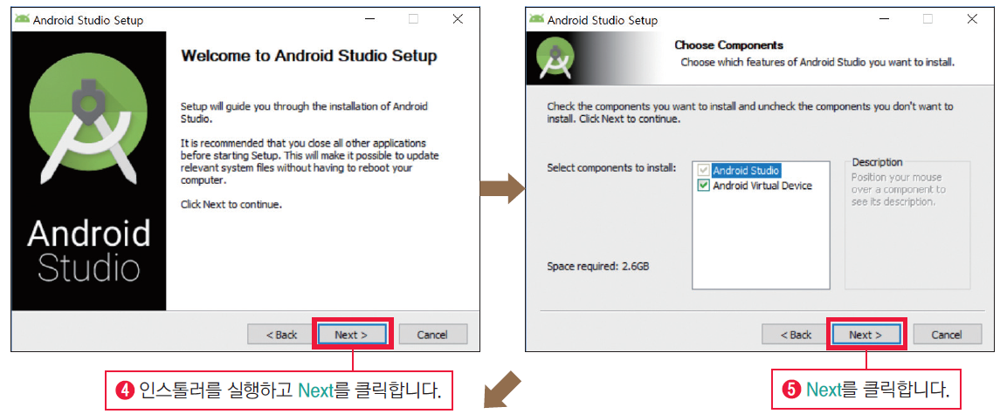 Android Studio Setup
Welcome to Android Studio Setup
Setup will guide you through the installation of Android
Studio.
It is recommended that you close all other applications
before starting Setup. This will make it possible to update
relevant system files without having to reboot your
computer.
Click Next to continue.
Android
Studio
< Back Next > Cancel
❹ 인스톨러를 실행하고 Next를 클릭합니다.
Android Studio Setup
Choose Components
Choose which features of Android Studio you want to install.
Check the components you want to install and uncheck the components you don't want to
install. Click Next to continue.
Select components to install:
Android Studio
Android Virtual Device
Description
Position your mouse
over a component to
see its description.
Space required: 2.6GB
< Back Next > Cancel
❺ Next를 클릭합니다.